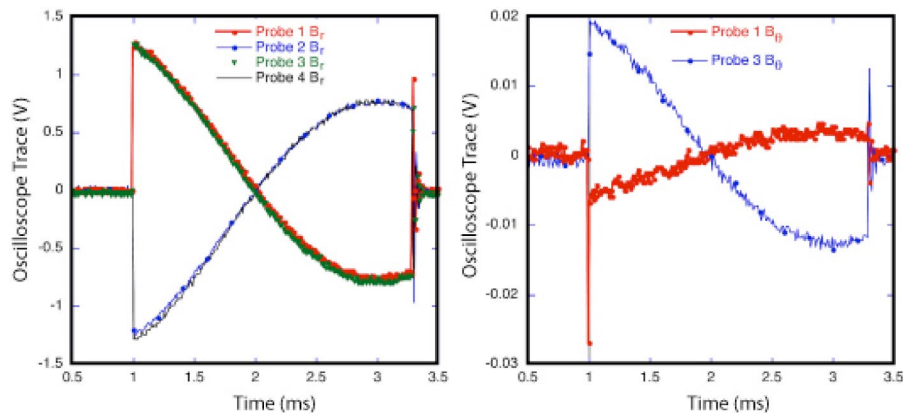 1.5
1
0.5
0
-0.5
-1
-1.5
Oscilloscope Trace (V)
Probe 1 Br
Probe 2 Br
Probe 3 Br
Probe 4 Br
0.5 1 1.5 2 2.5 3 3.5
Time (ms)
0.02
0.01
0
-0.01
-0.02
-0.03
Oscilloscope Trace (V)
Probe 1 Bθ
Probe 3 Bθ
0.5 1 1.5 2 2.5 3 3.5
Time (ms)